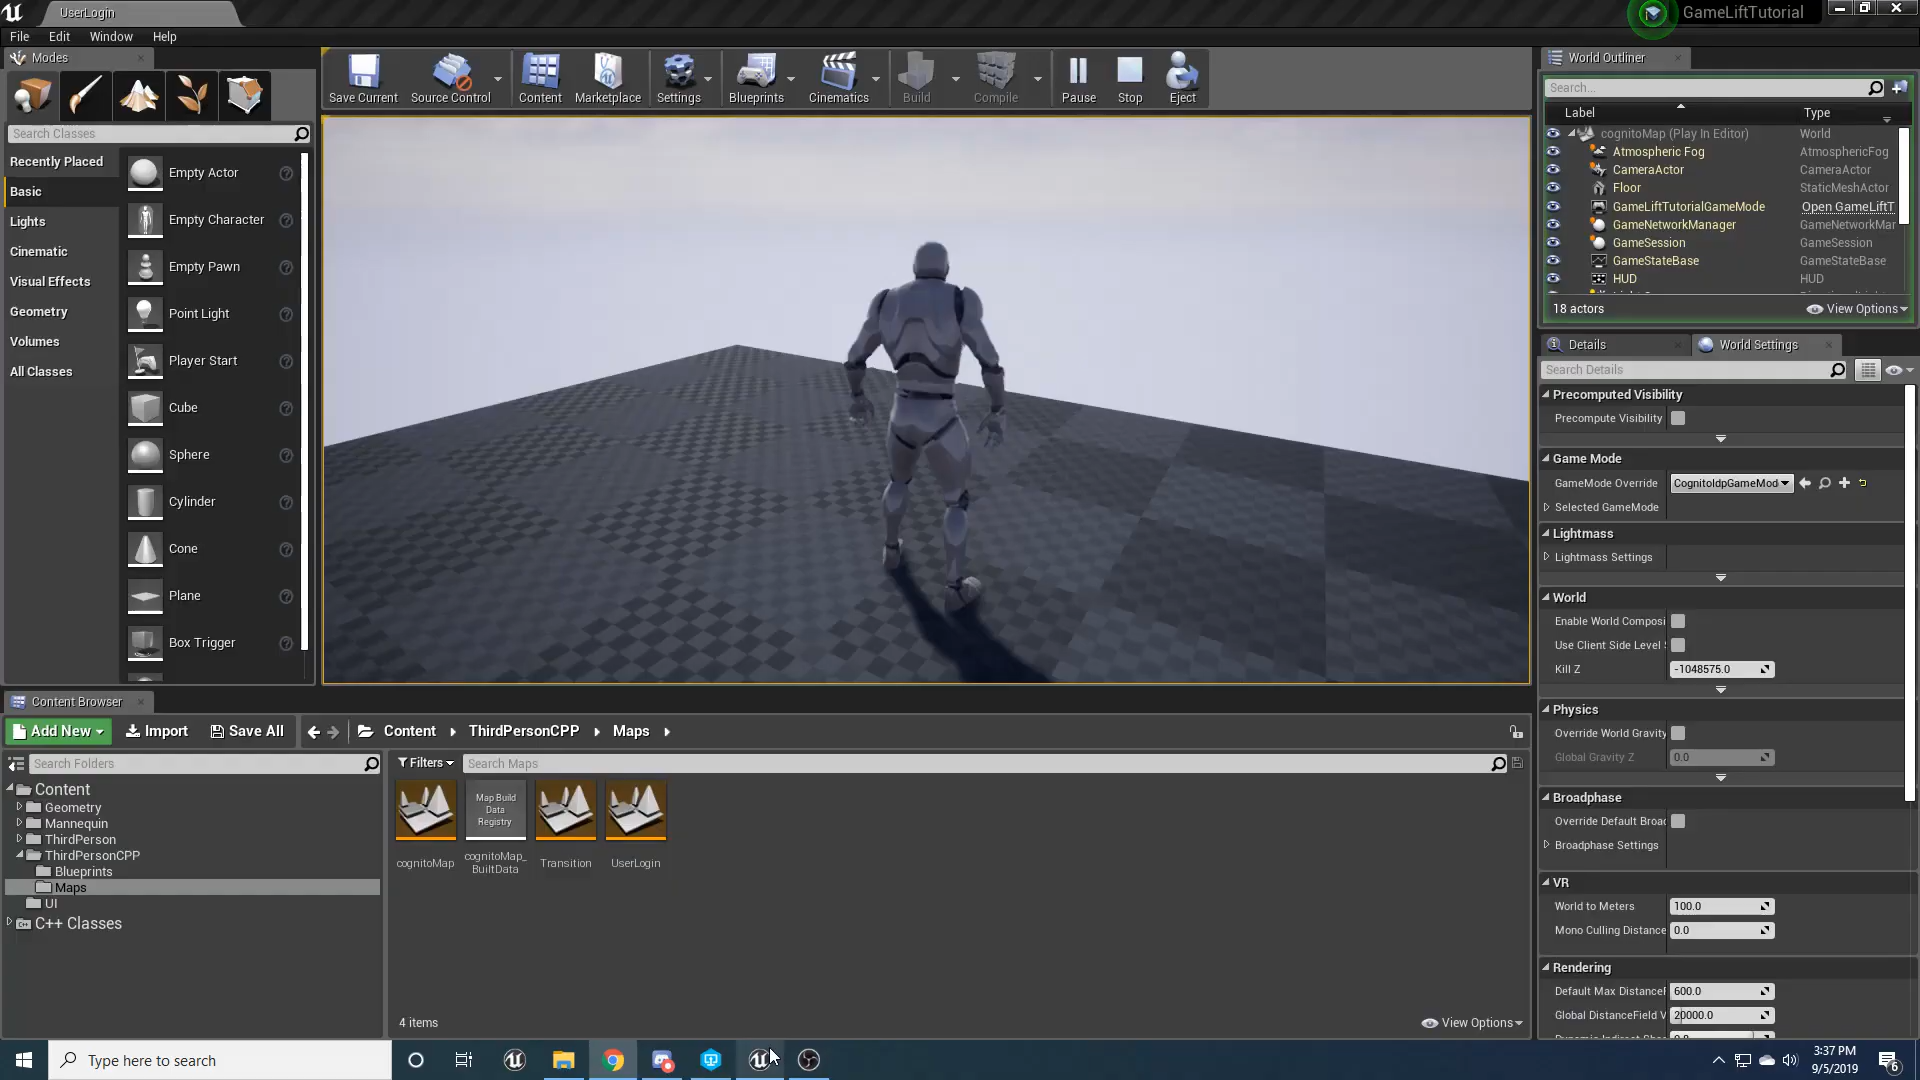 UserLogin
GameLiftTutorial
File Edit Window Help
Modes
Search Classes
Recently Placed
Basic
Lights
Cinematic
Visual Effects
Geometry
Volumes
All Classes
Empty Actor
Empty Character
Empty Pawn
Point Light
Player Start
Cube
Sphere
Cylinder
Cone
Plane
Box Trigger
Save Current
Source Control
Content
Marketplace
Settings
Blueprints
Cinematics
Build
Compile
Pause
Stop
Eject
World Outliner
Search...
Label Type
cognitoMap (Play In Editor) World
Atmospheric Fog AtmosphericFog
CameraActor CameraActor
Floor StaticMeshActor
GameLiftTutorialGameMode Open GameLiftT
GameNetworkManager GameNetworkMar
GameSession GameSession
GameStateBase GameStateBase
HUD HUD
18 actors View Options
Details World Settings
Search Details
Precomputed Visibility
Precompute Visibility
Game Mode
GameMode Override CognitoIdpGameMod
Selected GameMode
Lightmass
Lightmass Settings
World
Enable World Composi
Use Client Side Level
Kill Z -1048575.0
Physics
Override World Gravity
Global Gravity Z 0.0
Broadphase
Override Default Broad
Broadphase Settings
VR
World to Meters 100.0
Mono Culling Distance 0.0
Rendering
Default Max DistanceF 600.0
Global DistanceField V 20000.0
Content Browser
Add New Import Save All Content ThirdPersonCPP Maps
Search Folders
Filters Search Maps
Content
Geometry
Mannequin
ThirdPerson
ThirdPersonCPP
Blueprints
Maps
UI
C++ Classes
Map Build
Data
Registry
cognitoMap
cognitoMap_
BuiltData
Transition
UserLogin
4 items View Options
Type here to search
3:37 PM
9/5/2019
6